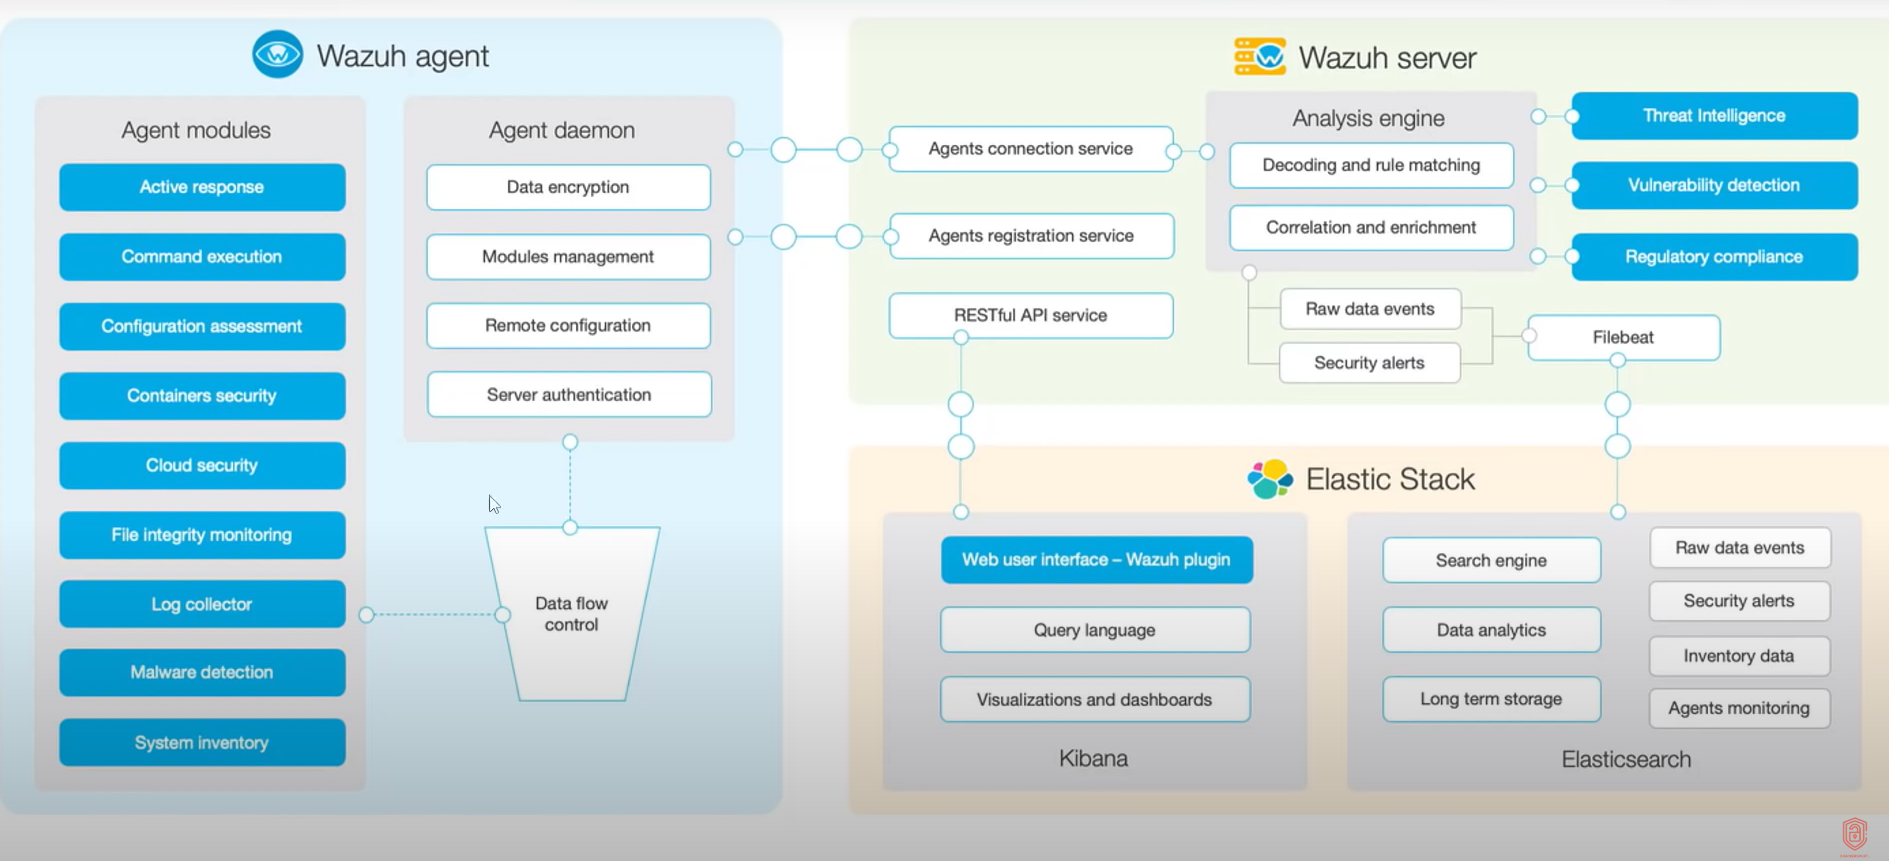 Wazuh agent
Agent modules
Active response
Command execution
Configuration assessment
Containers security
Cloud security
File integrity monitoring
Log collector
Malware detection
System inventory
Agent daemon
Data encryption
Modules management
Remote configuration
Server authentication
Data flow
control
Wazuh server
Agents connection service
Agents registration service
RESTful API service
Analysis engine
Decoding and rule matching
Correlation and enrichment
Threat Intelligence
Vulnerability detection
Regulatory compliance
Raw data events
Security alerts
Filebeat
Elastic Stack
Web user interface – Wazuh plugin
Query language
Visualizations and dashboards
Kibana
Search engine
Data analytics
Long term storage
Raw data events
Security alerts
Inventory data
Agents monitoring
Elasticsearch